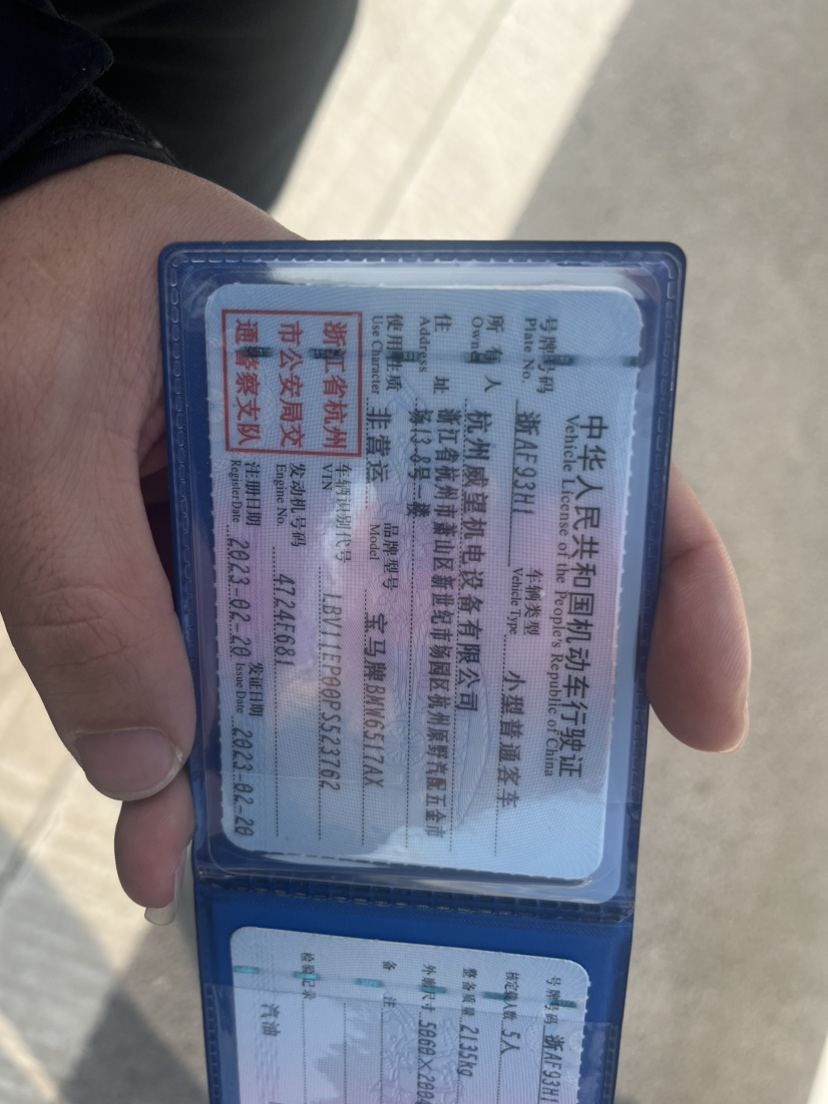 中华人民共和国机动车行驶证
Vehicle License of the People's Republic of China
号牌号码 浙AF93H1 车辆类型 小型普通客车
Plate No. Vehicle Type
所有人 杭州威望机电设备有限公司
Owner
住址 浙江省杭州市萧山区新世纪市场园区杭州原野汽配五金市
Address 场13-8号一楼
使用性质 非营运 品牌型号 宝马牌BMW6517AX
Use Character Model
浙江省杭州
市公安局交
通警察支队
车辆识别代号 LBV11EP00PS523762
VIN
发动机号码 4724F681
Engine No.
注册日期 2023-02-20 发证日期 2023-02-20
Register Date Issue Date
号牌号码 浙AF93H1
核定载人数 5人
整备质量 2135kg
外廓尺寸 5060×2004
备注
检验记录
汽油